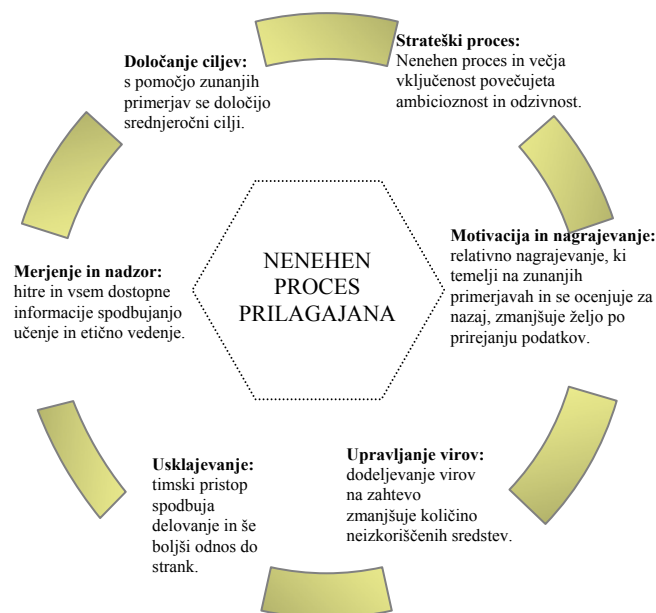 Določanje ciljev:
s pomočjo zunanjih
primerjav se določijo
srednjeročni cilji.
Strateški proces:
Nenehen proces in večja
vključenost povečujeta
ambicioznost in odzivnost.
Motivacija in nagrajevanje:
relativno nagrajevanje, ki
temelji na zunanjih
primerjavah in se ocenjuje za
nazaj, zmanjšuje željo po
prirejanju podatkov.
Merjenje in nadzor:
hitre in vsem dostopne
informacije spodbujanjo
učenje in etično vedenje.
NENEHEN
PROCES
PRILAGAJANA
Usklajevanje:
timski pristop
spodbuja
delovanje in še
boljši odnos do
strank.
Upravljanje virov:
dodeljevanje virov
na zahtevo
zmanjšuje količino
neizkoriščenih sredstev.